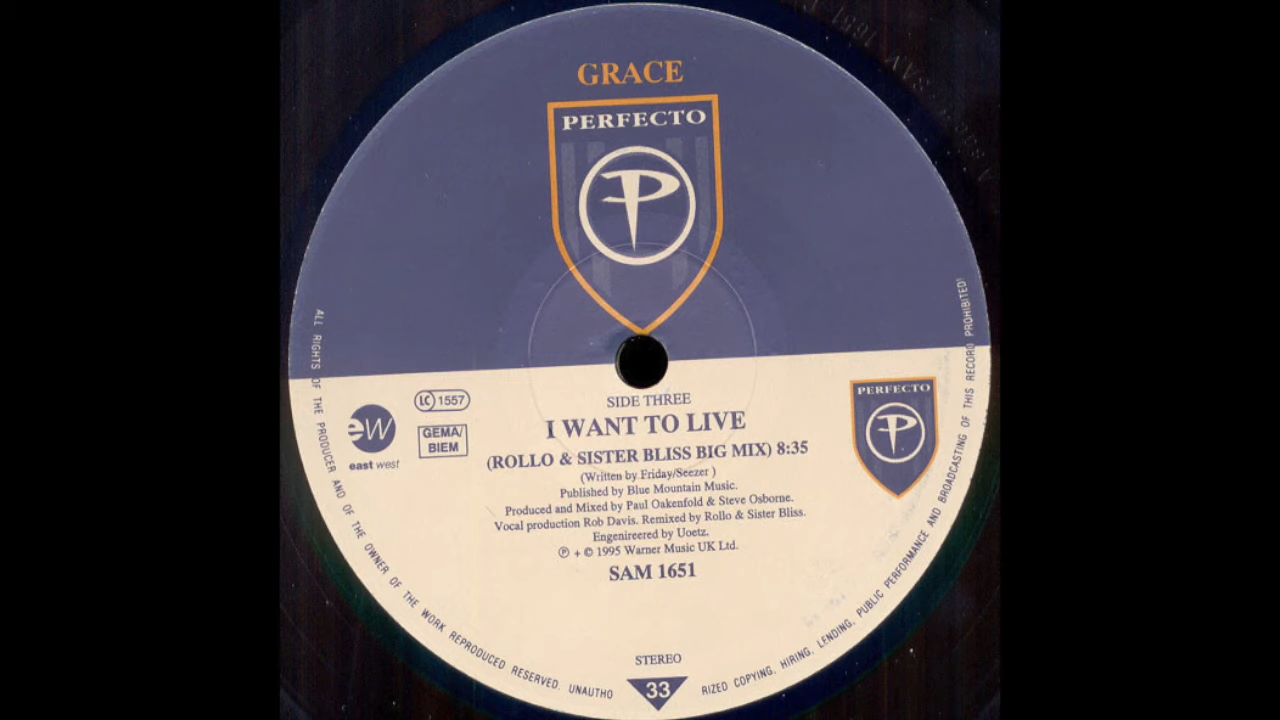 GRACE
PERFECTO
P
ew
east west
LC 1557
GEMA/
BIEM
SIDE THREE
I WANT TO LIVE
(ROLLO & SISTER BLISS BIG MIX) 8:35
(Written by Friday/Seezer )
Published by Blue Mountain Music.
Produced and Mixed by Paul Oakenfold & Steve Osborne.
Vocal production Rob Davis. Remixed by Rollo & Sister Bliss.
Engenireered by Uoetz.
℗ + © 1995 Warner Music UK Ltd.
SAM 1651
PERFECTO
P
STEREO
33
ALL RIGHTS OF THE PRODUCER AND OF THE OWNER OF THE WORK REPRODUCED RESERVED. UNAUTHO
RIZED COPYING, HIRING, LENDING, PUBLIC PERFORMANCE AND BROADCASTING OF THIS RECORD PROHIBITED!